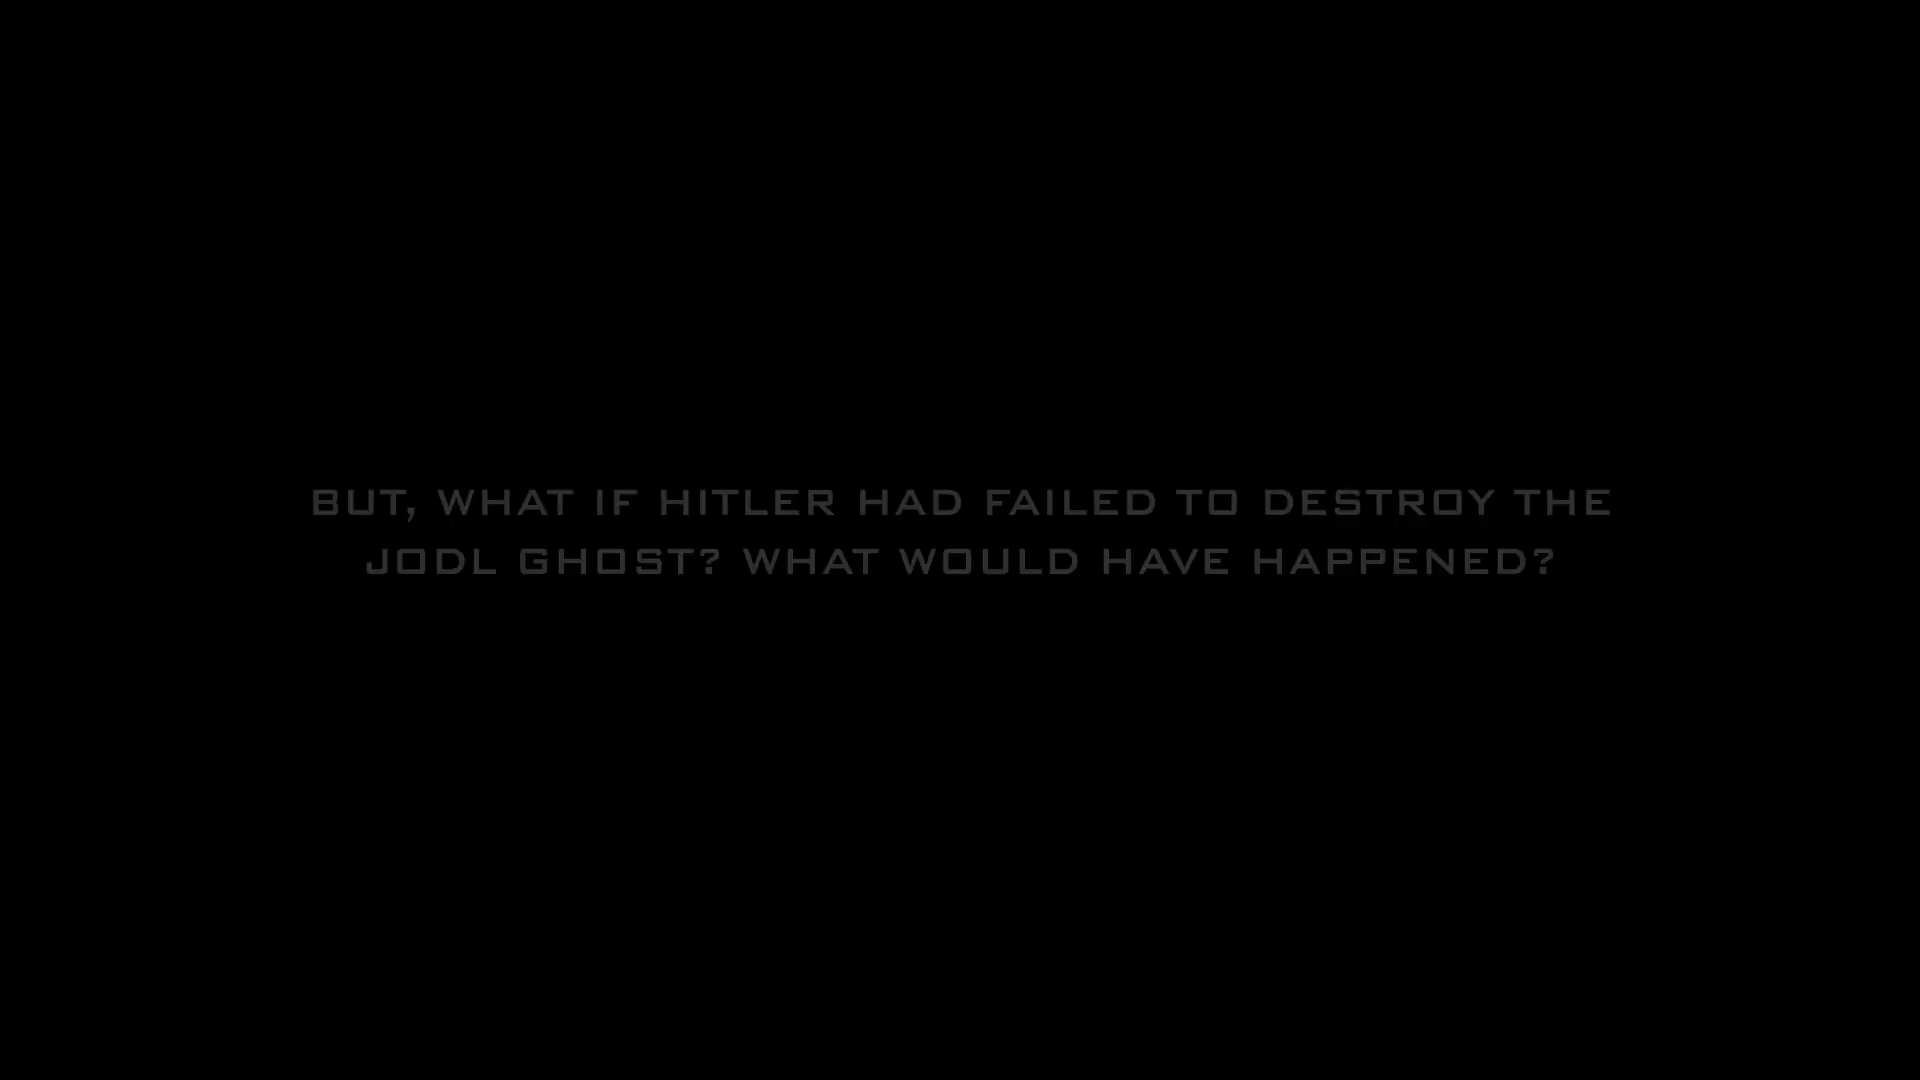 BUT, WHAT IF HITLER HAD FAILED TO DESTROY THE
JODL GHOST? WHAT WOULD HAVE HAPPENED?